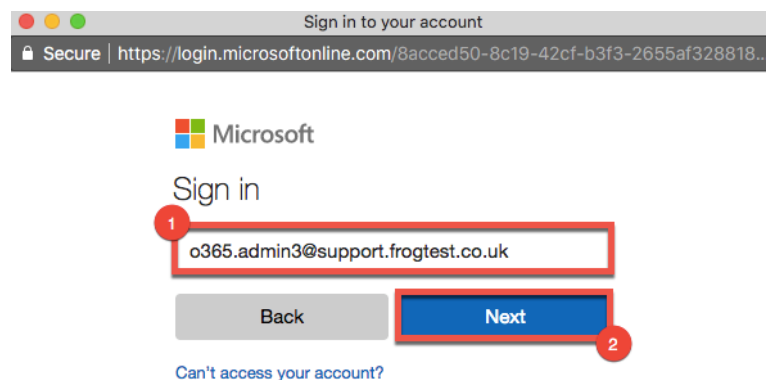 Sign in to your account
Secure | https://login.microsoftonline.com/8acced50-8c19-42cf-b3f3-2655af328818...
Microsoft
Sign in
1
o365.admin3@support.frogtest.co.uk
Back Next
2
Can't access your account?